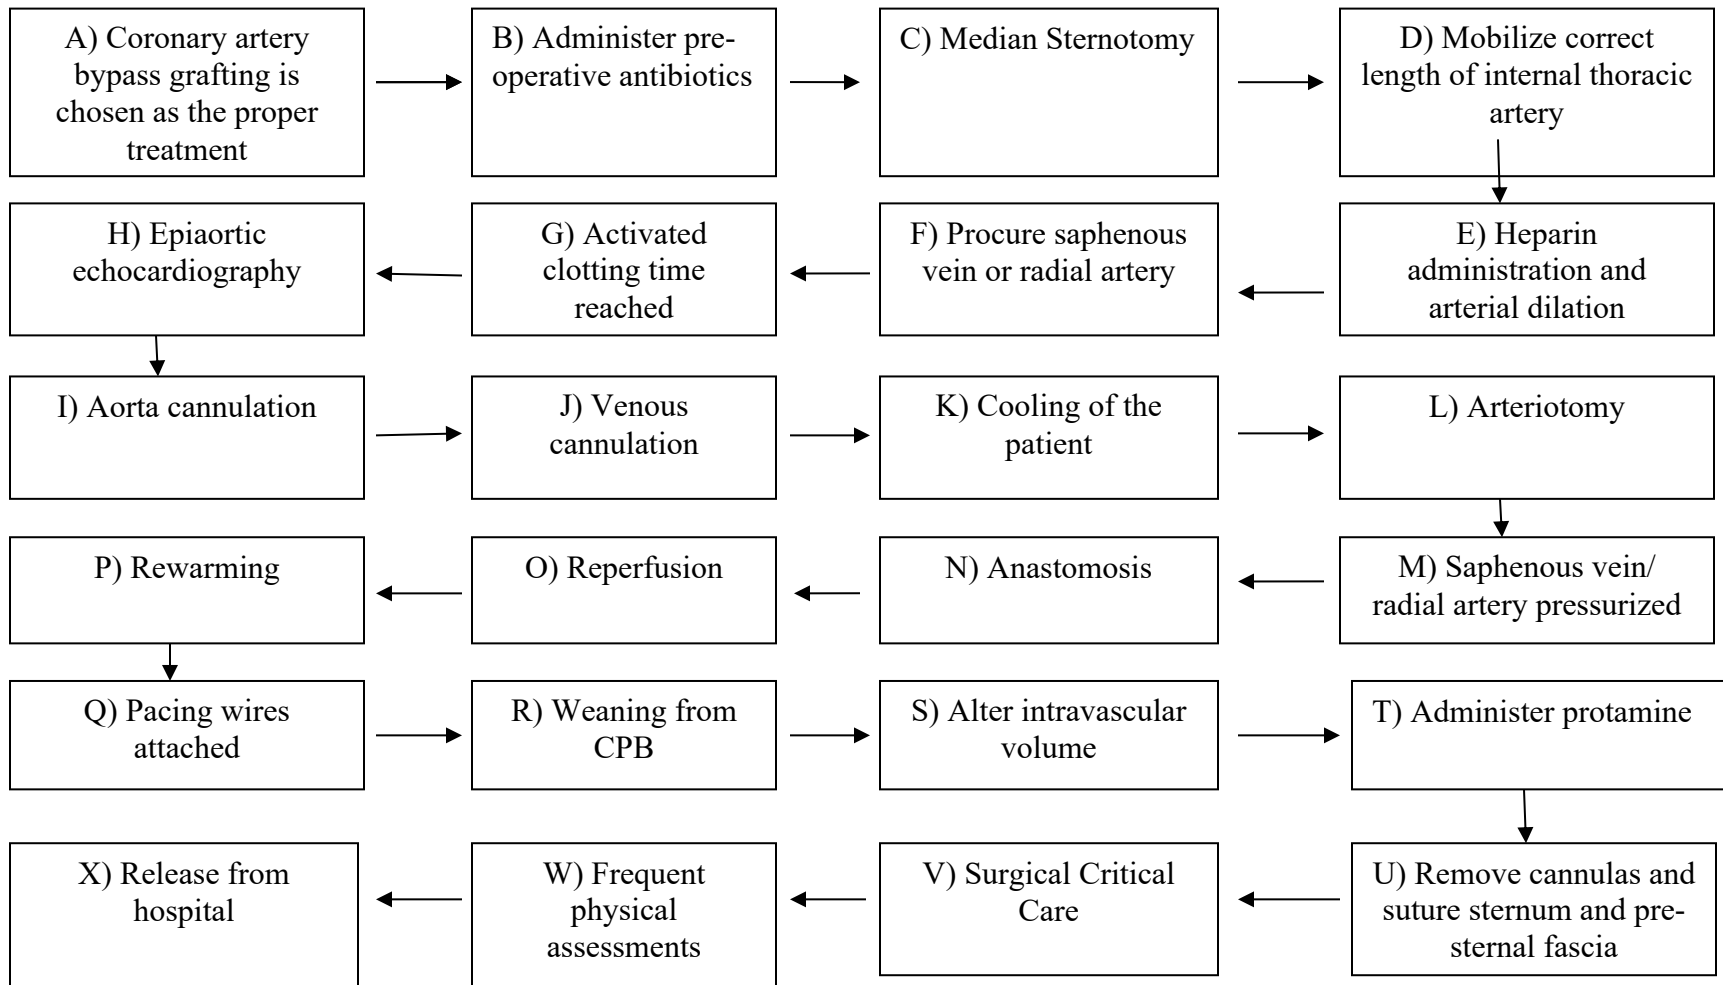 A) Coronary artery
bypass grafting is
chosen as the proper
treatment
B) Administer pre-
operative antibiotics
C) Median Sternotomy
D) Mobilize correct
length of internal thoracic
artery
E) Heparin
administration and
arterial dilation
F) Procure saphenous
vein or radial artery
G) Activated
clotting time
reached
H) Epiaortic
echocardiography
I) Aorta cannulation
J) Venous
cannulation
K) Cooling of the
patient
L) Arteriotomy
M) Saphenous vein/
radial artery pressurized
N) Anastomosis
O) Reperfusion
P) Rewarming
Q) Pacing wires
attached
R) Weaning from
CPB
S) Alter intravascular
volume
T) Administer protamine
U) Remove cannulas and
suture sternum and pre-
sternal fascia
V) Surgical Critical
Care
W) Frequent
physical
assessments
X) Release from
hospital